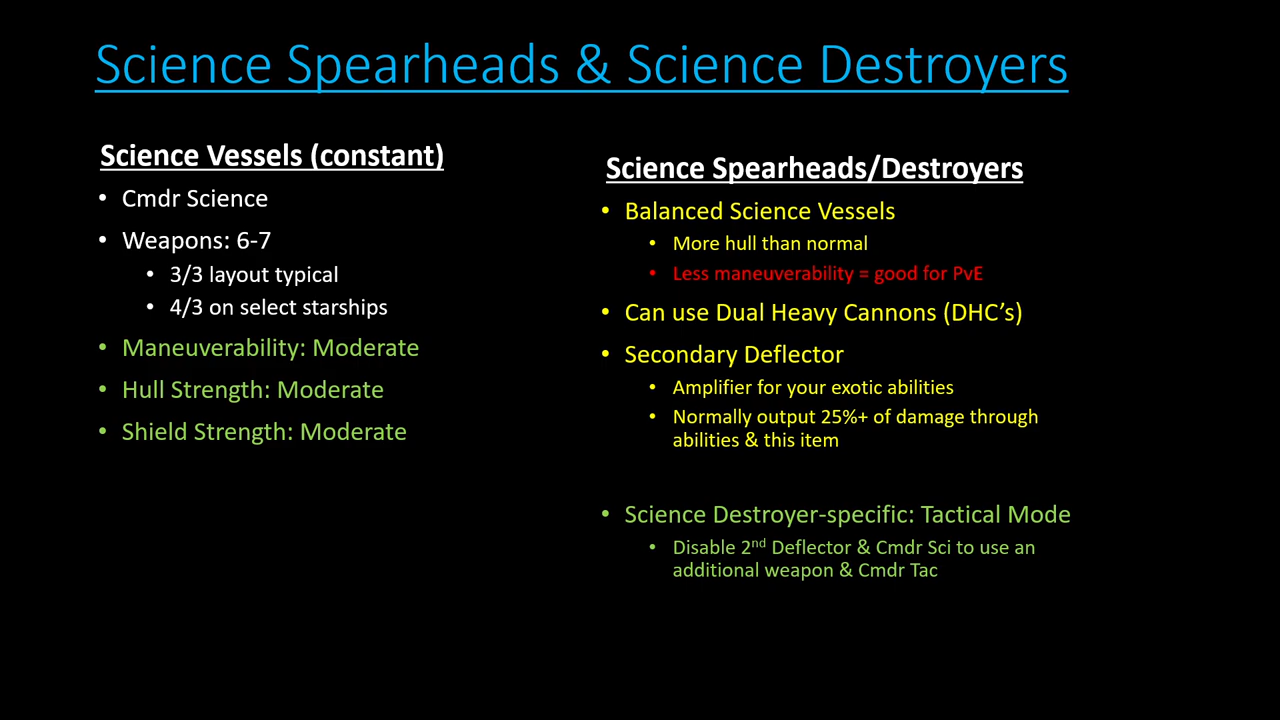 Science Spearheads & Science Destroyers
Science Vessels (constant)
• Cmdr Science
• Weapons: 6-7
• 3/3 layout typical
• 4/3 on select starships
• Maneuverability: Moderate
• Hull Strength: Moderate
• Shield Strength: Moderate
Science Spearheads/Destroyers
• Balanced Science Vessels
• More hull than normal
• Less maneuverability = good for PvE
• Can use Dual Heavy Cannons (DHC’s)
• Secondary Deflector
• Amplifier for your exotic abilities
• Normally output 25%+ of damage through
abilities & this item
• Science Destroyer-specific: Tactical Mode
• Disable 2nd Deflector & Cmdr Sci to use an
additional weapon & Cmdr Tac